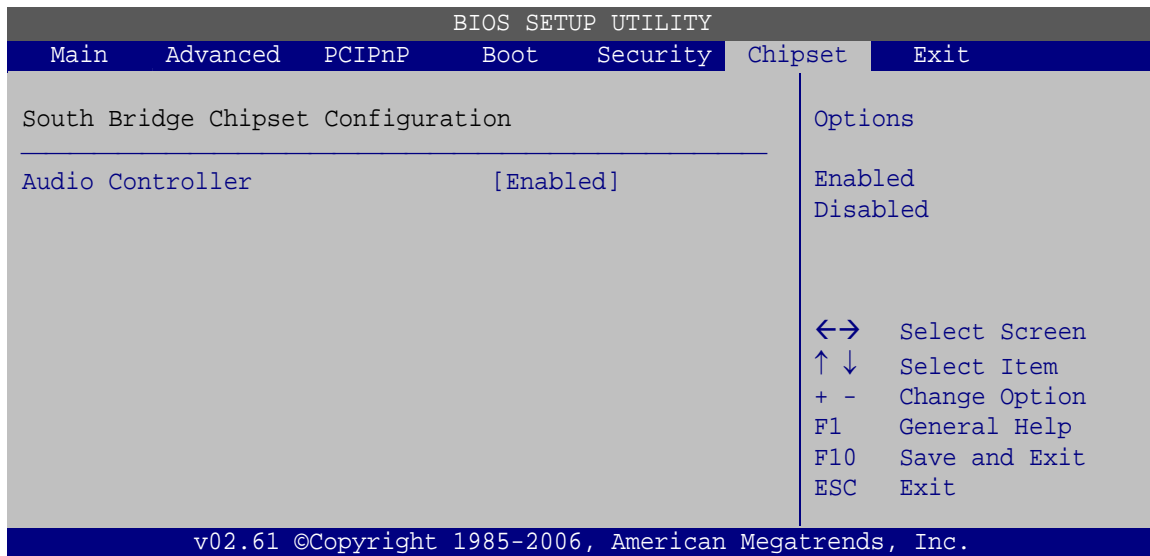 BIOS SETUP UTILITY
Main Advanced PCIPnP Boot Security Chipset Exit
South Bridge Chipset Configuration
Audio Controller [Enabled]
Options
Enabled
Disabled
←→ Select Screen
↑ ↓ Select Item
+ - Change Option
F1 General Help
F10 Save and Exit
ESC Exit
v02.61 ©Copyright 1985-2006, American Megatrends, Inc.